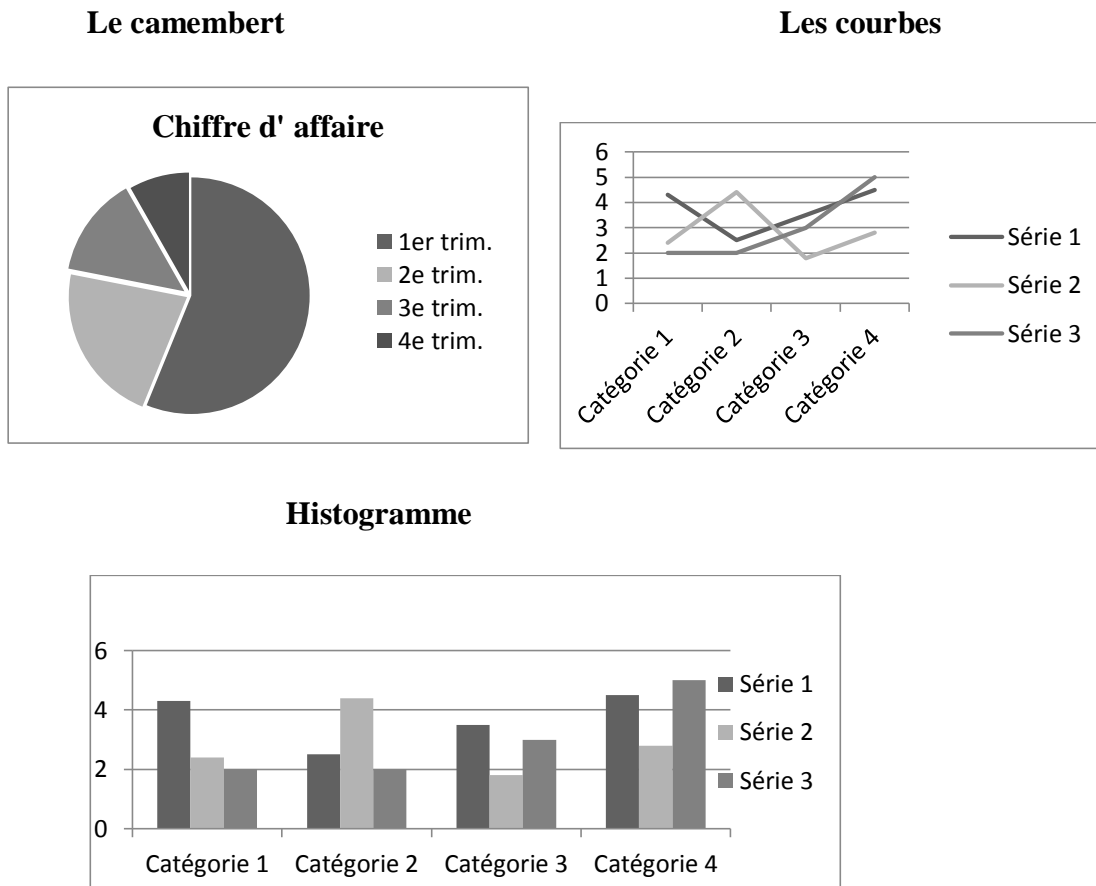 Le camembert
Les courbes
Chiffre d' affaire
1er trim.
2e trim.
3e trim.
4e trim.
6
5
4
3
2
1
0
Catégorie 1
Catégorie 2
Catégorie 3
Catégorie 4
Série 1
Série 2
Série 3
Histogramme
6
4
2
0
Catégorie 1 Catégorie 2 Catégorie 3 Catégorie 4
Série 1
Série 2
Série 3